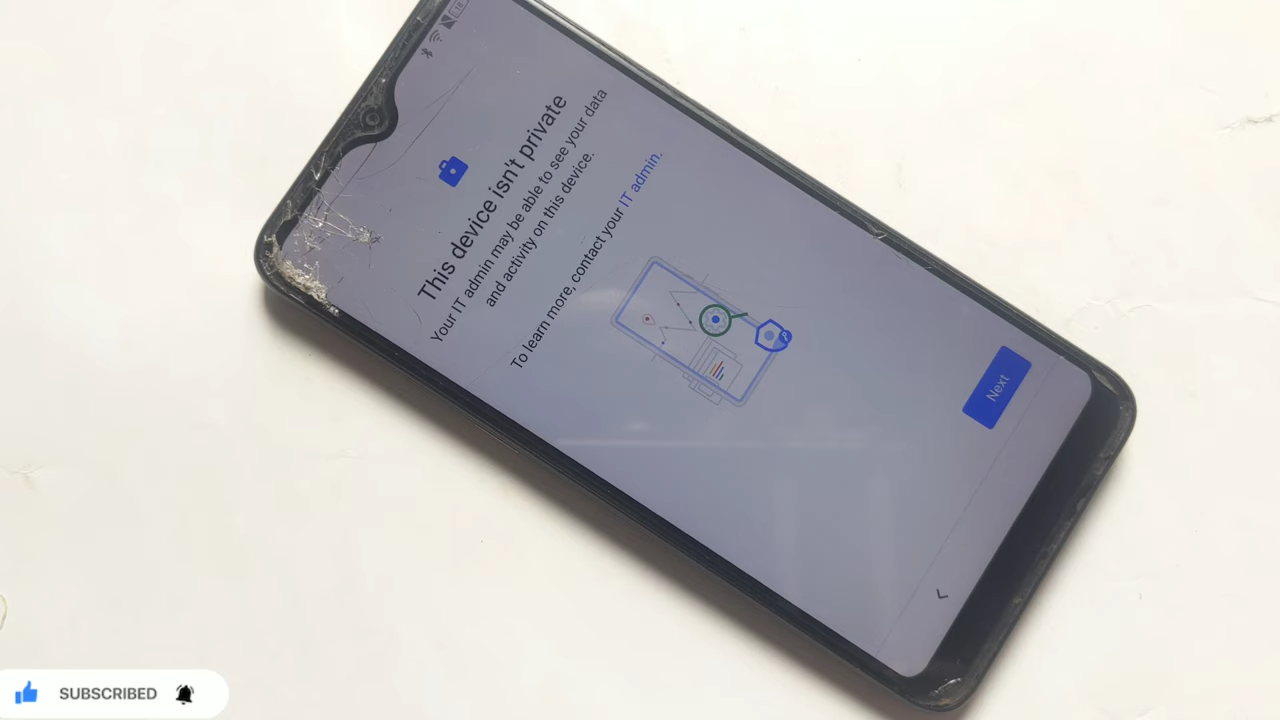 This device isn't private
Your IT admin may be able to see your data
and activity on this device.
To learn more, contact your IT admin.
Next
SUBSCRIBED